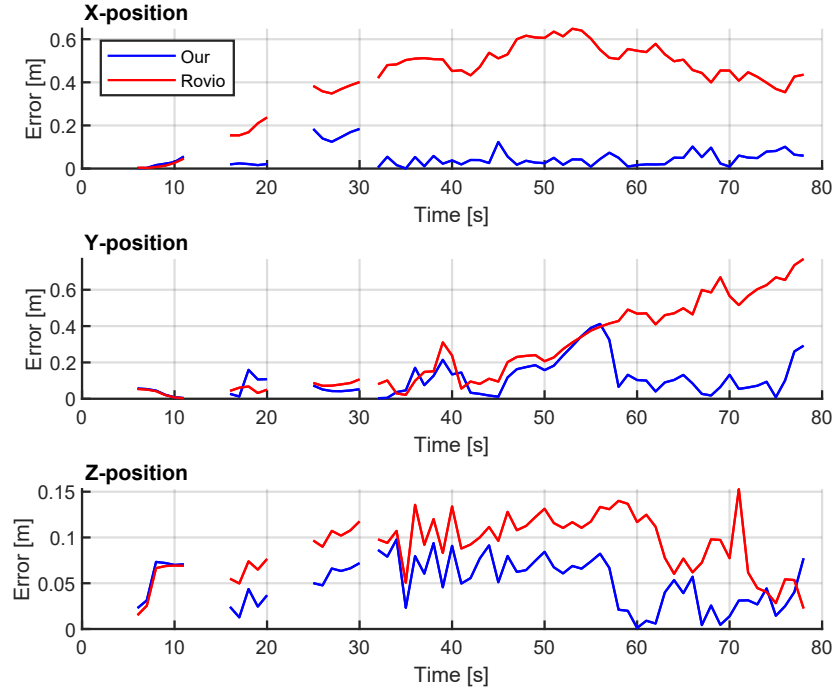 X-position
Error [m]
0.6
0.4
0.2
0
Our
Rovio
0 10 20 30 40 50 60 70 80
Time [s]
Y-position
Error [m]
0.6
0.4
0.2
0
0 10 20 30 40 50 60 70 80
Time [s]
Z-position
Error [m]
0.15
0.1
0.05
0
0 10 20 30 40 50 60 70 80
Time [s]